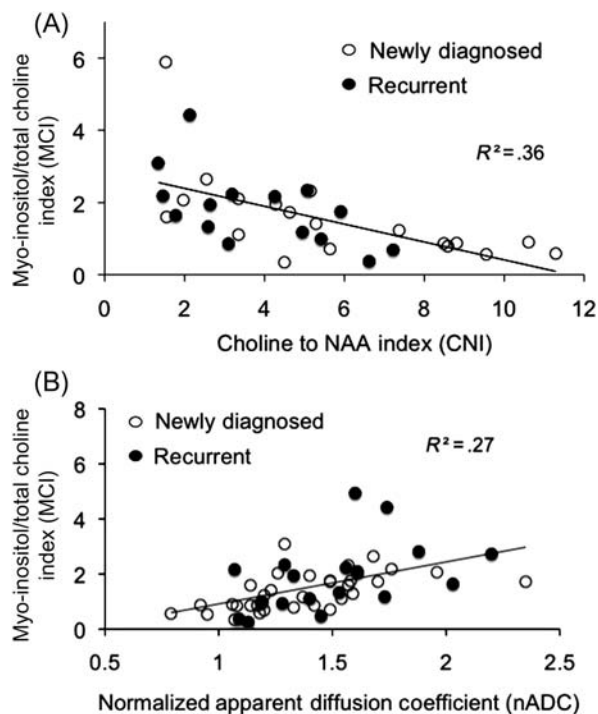 (A)
Newly diagnosed
Recurrent
R² = .36
Myo-inositol/total choline
index (MCI)
6
4
2
0
0 2 4 6 8 10 12
Choline to NAA index (CNI)
(B)
Newly diagnosed
Recurrent
R² = .27
Myo-inositol/total choline
index (MCI)
8
6
4
2
0
0.5 1 1.5 2 2.5
Normalized apparent diffusion coefficient (nADC)